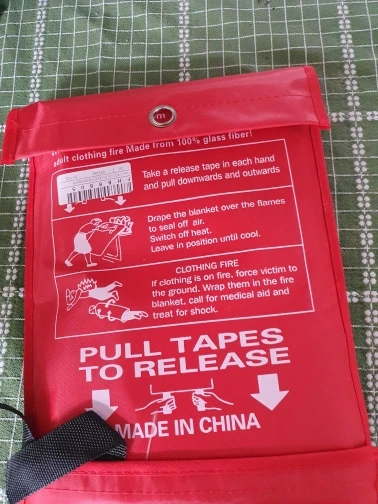 m
dult clothing fire Made from 100% glass fiber!
Take a release tape in each hand
and pull downwards and outwards
Drape the blanket over the flames
to seal off air.
Switch off heat.
Leave in position until cool.
CLOTHING FIRE
If clothing is on fire, force victim to
the ground. Wrap them in the fire
blanket, call for medical aid and
treat for shock.
PULL TAPES
TO RELEASE
MADE IN CHINA